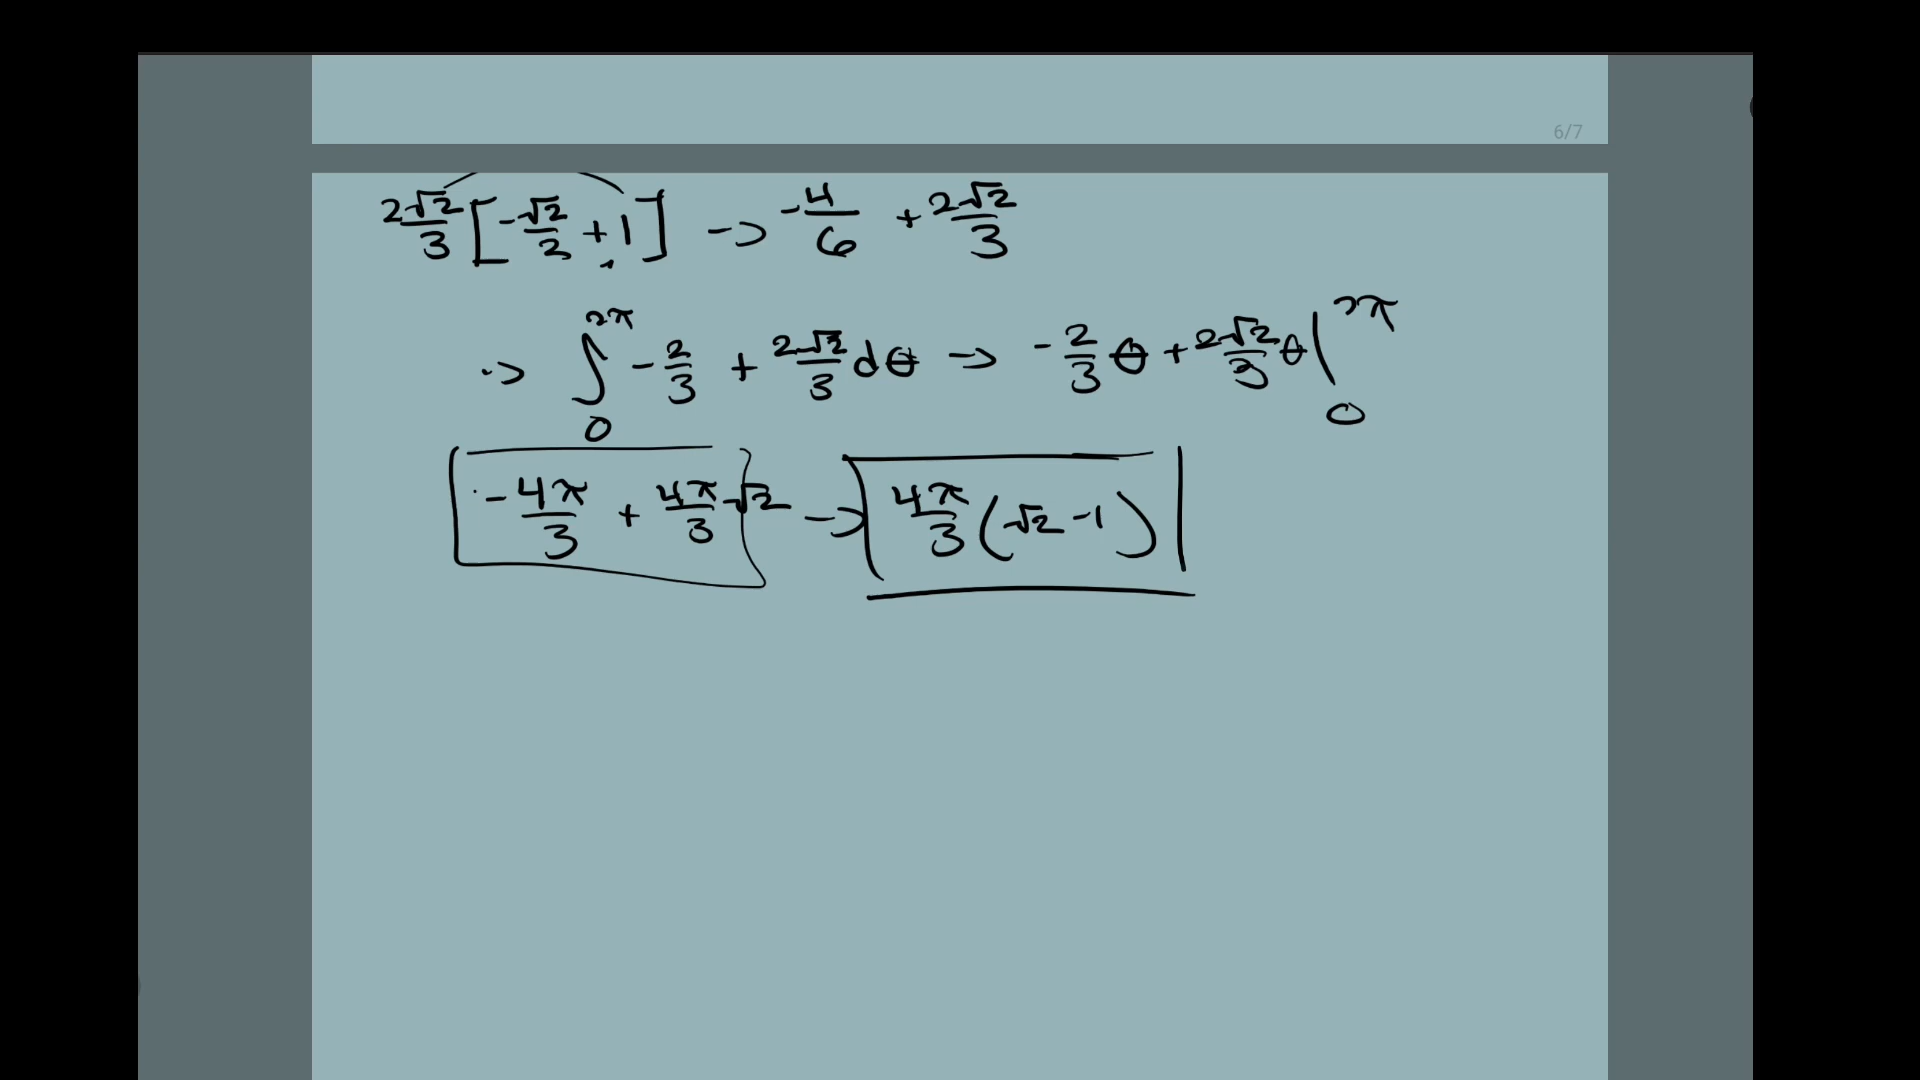 6/7
2√2/3 [-√2/2 + 1] -> -4/6 + 2√2/3
-> ∫₀^2π -2/3 + 2√2/3 dθ -> -2/3 θ + 2√2/3 θ |₀^2π
-4π/3 + 4π/3 √2 -> 4π/3 (√2 -1)